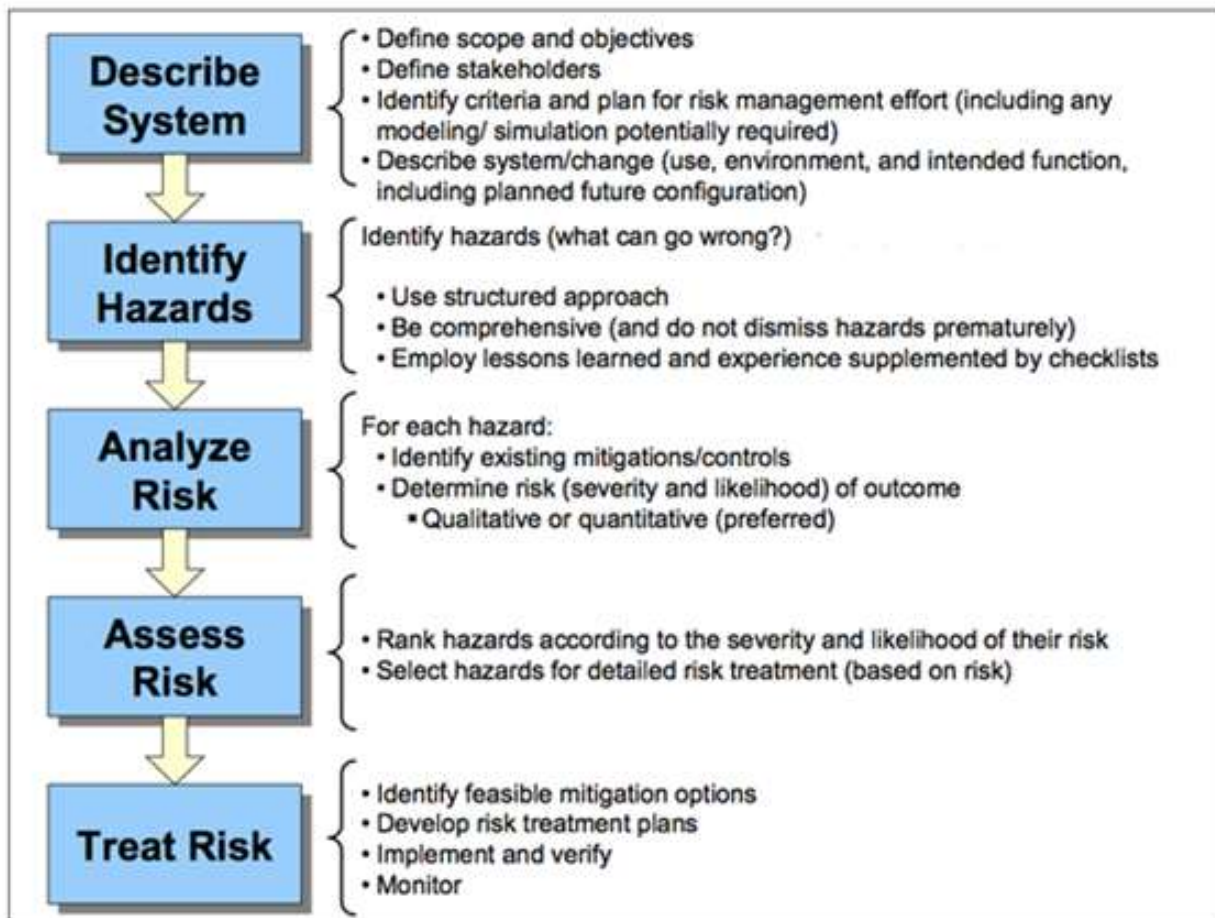 Describe
System
• Define scope and objectives
• Define stakeholders
• Identify criteria and plan for risk management effort (including any
modeling/ simulation potentially required)
• Describe system/change (use, environment, and intended function,
including planned future configuration)
Identify
Hazards
Identify hazards (what can go wrong?)
• Use structured approach
• Be comprehensive (and do not dismiss hazards prematurely)
• Employ lessons learned and experience supplemented by checklists
Analyze
Risk
For each hazard:
• Identify existing mitigations/controls
• Determine risk (severity and likelihood) of outcome
▪ Qualitative or quantitative (preferred)
Assess
Risk
• Rank hazards according to the severity and likelihood of their risk
• Select hazards for detailed risk treatment (based on risk)
Treat Risk
• Identify feasible mitigation options
• Develop risk treatment plans
• Implement and verify
• Monitor